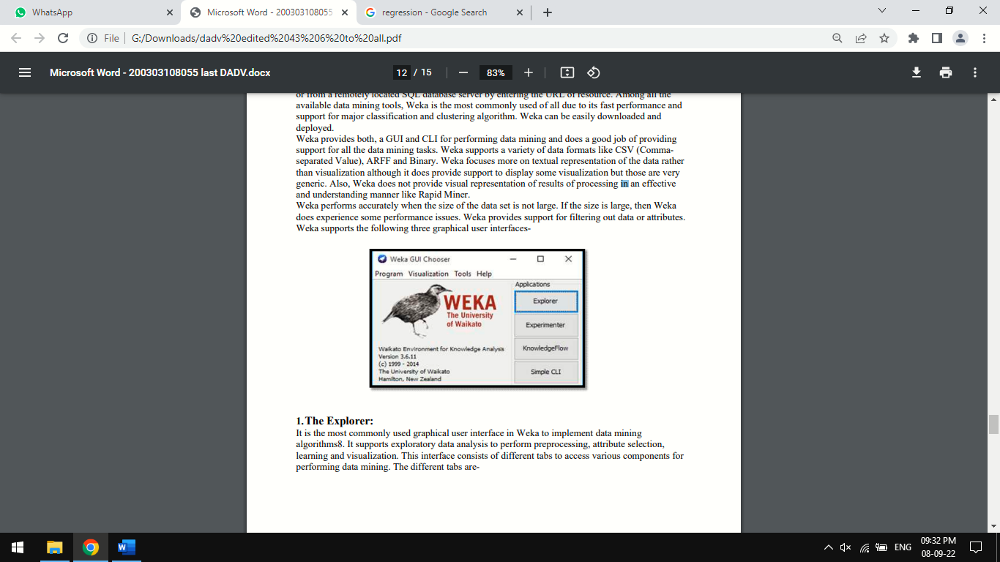 WhatsApp
Microsoft Word - 200303108055
regression - Google Search
File
G:/Downloads/dadv%20edited%2043%206%20to%20all.pdf
Microsoft Word - 200303108055 last DADV.docx
12 / 15
83%
or from a remotely located SQL database server by entering the URL of resource. Among all the
available data mining tools, Weka is the most commonly used of all due to its fast performance and
support for major classification and clustering algorithm. Weka can be easily downloaded and
deployed.
Weka provides both, a GUI and CLI for performing data mining and does a good job of providing
support for all the data mining tasks. Weka supports a variety of data formats like CSV (Comma-
separated Value), ARFF and Binary. Weka focuses more on textual representation of the data rather
than visualization although it does provide support to display some visualization but those are very
generic. Also, Weka does not provide visual representation of results of processing in an effective
and understanding manner like Rapid Miner.
Weka performs accurately when the size of the data set is not large. If the size is large, then Weka
does experience some performance issues. Weka provides support for filtering out data or attributes.
Weka supports the following three graphical user interfaces-
Weka GUI Chooser
Program Visualization Tools Help
Applications
WEKA
The University
of Waikato
Explorer
Experimenter
KnowledgeFlow
Simple CLI
Waikato Environment for Knowledge Analysis
Version 3.6.11
(c) 1999 - 2014
The University of Waikato
Hamilton, New Zealand
1.The Explorer:
It is the most commonly used graphical user interface in Weka to implement data mining
algorithms8. It supports exploratory data analysis to perform preprocessing, attribute selection,
learning and visualization. This interface consists of different tabs to access various components for
performing data mining. The different tabs are-
ENG
09:32 PM
08-09-22